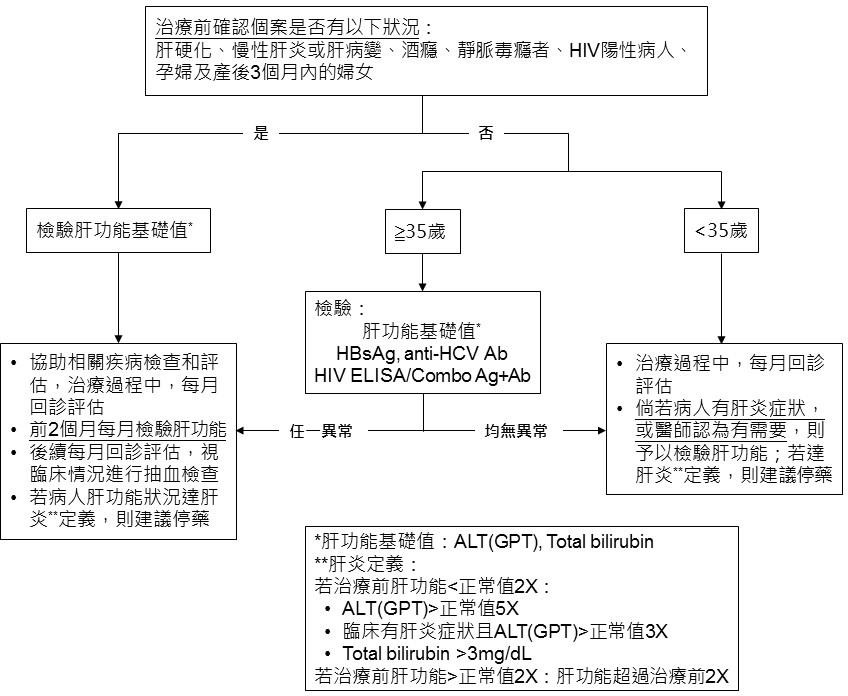 治療前確認個案是否有以下狀況：
肝硬化、慢性肝炎或肝病變、酒癮、靜脈毒癮者、HIV陽性病人、
孕婦及產後3個月內的婦女
是
否
檢驗肝功能基礎值*
≧35歲
<35歲
檢驗：
肝功能基礎值*
HBsAg, anti-HCV Ab
HIV ELISA/Combo Ag+Ab
• 協助相關疾病檢查和評
估，治療過程中，每月
回診評估
• 前2個月每月檢驗肝功能
• 後續每月回診評估，視
臨床情況進行抽血檢查
• 若病人肝功能狀況達肝
炎**定義，則建議停藥
任一異常
均無異常
• 治療過程中，每月回診
評估
• 倘若病人有肝炎症狀，
或醫師認為有需要，則
予以檢驗肝功能；若達
肝炎**定義，則建議停藥
*肝功能基礎值：ALT(GPT), Total bilirubin
**肝炎定義：
若治療前肝功能<正常值2X：
• ALT(GPT)>正常值5X
• 臨床有肝炎症狀且ALT(GPT)>正常值3X
• Total bilirubin >3mg/dL
若治療前肝功能>正常值2X：肝功能超過治療前2X